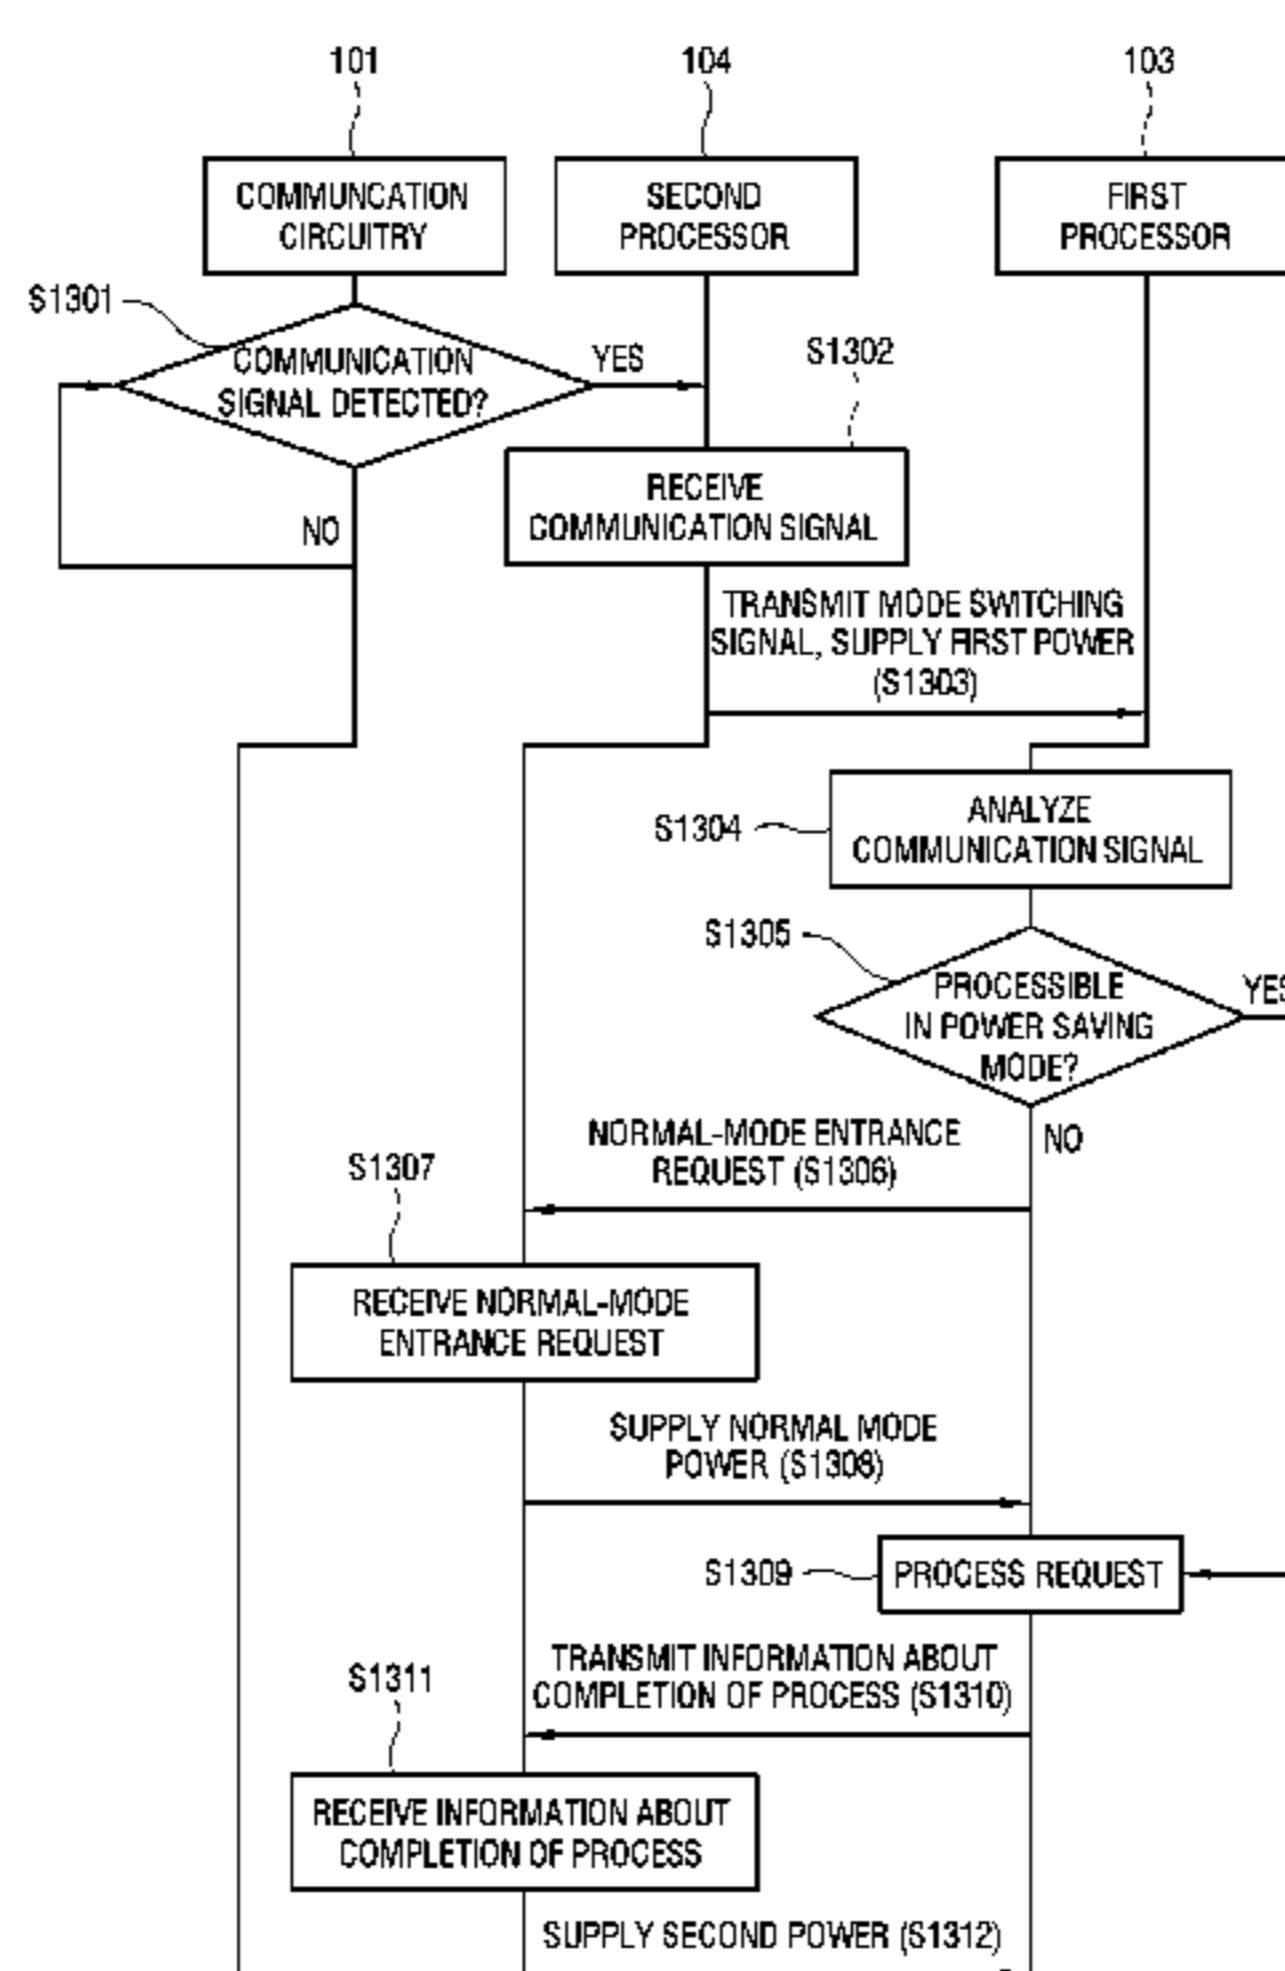 101
104
103
COMMUNCATION
CIRCUITRY
SECOND
PROCESSOR
FIRST
PROCESSOR
S1301
COMMUNICATION
SIGNAL DETECTED?
YES
NO
S1302
RECEIVE
COMMUNICATION SIGNAL
TRANSMIT MODE SWITCHING
SIGNAL, SUPPLY FIRST POWER
(S1303)
S1304
ANALYZE
COMMUNICATION SIGNAL
S1305
PROCESSIBLE
IN POWER SAVING
MODE?
YES
NO
NORMAL-MODE ENTRANCE
REQUEST (S1306)
S1307
RECEIVE NORMAL-MODE
ENTRANCE REQUEST
SUPPLY NORMAL MODE
POWER (S1308)
S1309
PROCESS REQUEST
TRANSMIT INFORMATION ABOUT
COMPLETION OF PROCESS (S1310)
S1311
RECEIVE INFORMATION ABOUT
COMPLETION OF PROCESS
SUPPLY SECOND POWER (S1312)